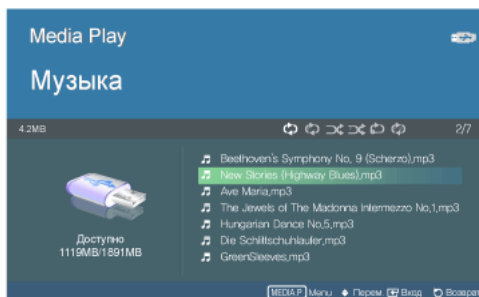 Media Play
Музыка
4.2MB
2/7
Beethoven's Symphony No. 9 (Scherzo).mp3
New Stories (Highway Blues).mp3
Ave Maria.mp3
The Jewels of The Madonna Intermezzo No.1.mp3
Hungarian Dance No.5.mp3
Die Schlittschuhlaufer.mp3
GreenSleeves.mp3
Доступно
1119MB/1891MB
MEDIA.P Menu Перем. Вход Возврат